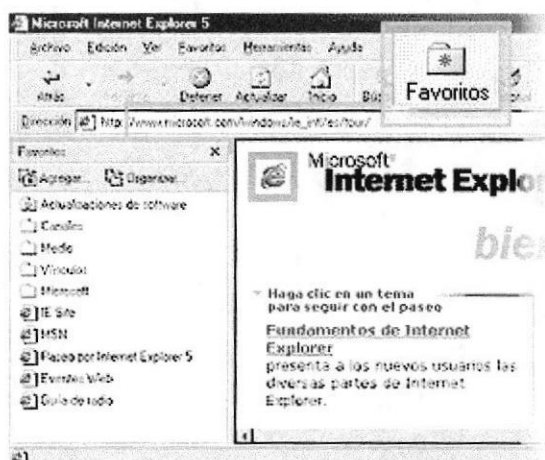 Microsoft Internet Explorer 5
Archivo Edición Ver Favoritos Herramientas Ayuda
Atrás Detener Actualizar Inicio
Favoritos
Dirección http://www.microsoft.com/windows/ie_intl/es/tour/
Favoritos x
Agregar... Organizar...
Actualizaciones de software
Canales
Media
Vínculos
Microsoft
IE Site
MSN
Paseo por Internet Explorer 5
Eventos Web
Guía de radio
Microsoft
Internet Explo
bie
Haga clic en un tema
para seguir con el paseo
Fundamentos de Internet
Explorer
presenta a los nuevos usuarios las
diversas partes de Internet
Explorer.